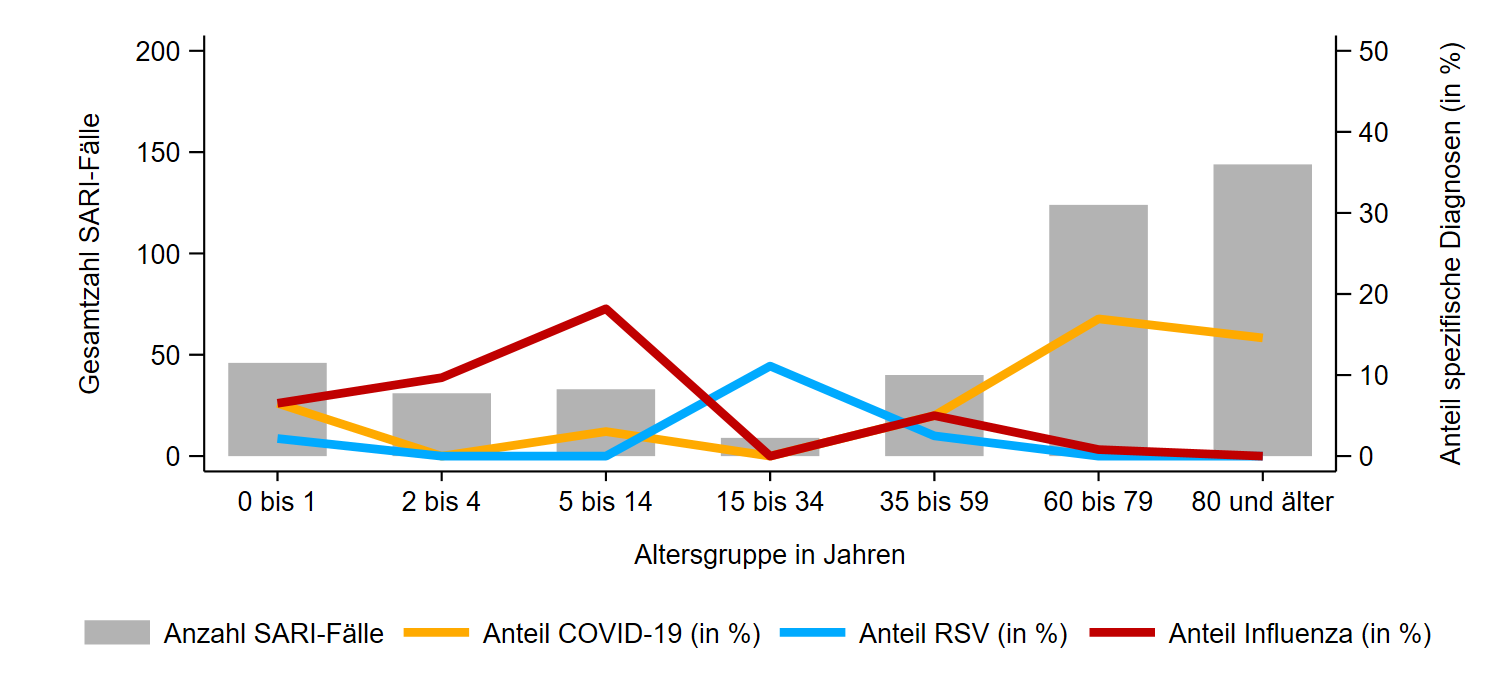 Gesamtzahl SARI-Fälle
200
150
100
50
0
50
40
30
20
10
0
Anteil spezifische Diagnosen (in %)
0 bis 1
2 bis 4
5 bis 14
15 bis 34
35 bis 59
60 bis 79
80 und älter
Altersgruppe in Jahren
Anzahl SARI-Fälle
Anteil COVID-19 (in %)
Anteil RSV (in %)
Anteil Influenza (in %)